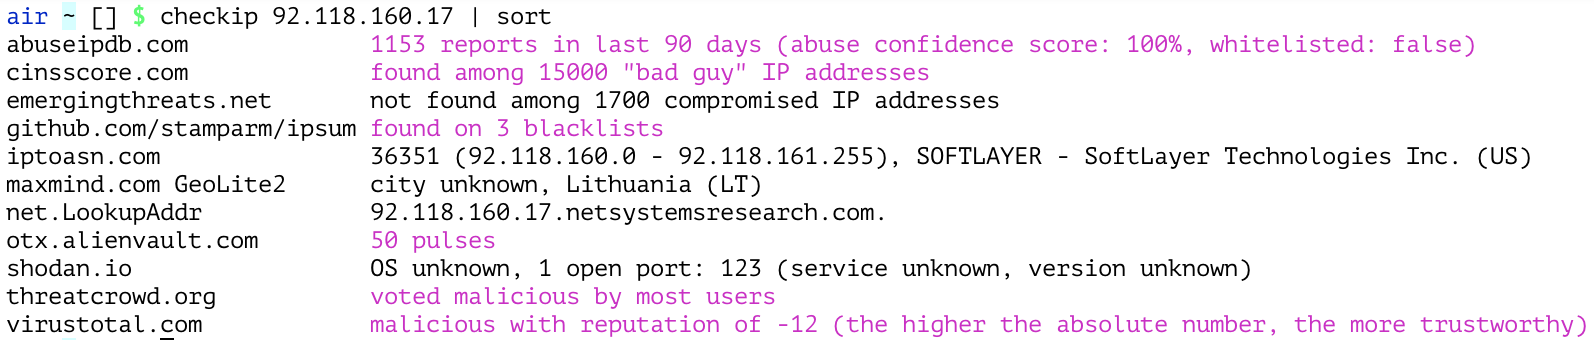 air ~ [] $ checkip 92.118.160.17 | sort
abuseipdb.com 1153 reports in last 90 days (abuse confidence score: 100%, whitelisted: false)
cinsscore.com found among 15000 "bad guy" IP addresses
emergingthreats.net not found among 1700 compromised IP addresses
github.com/stamparm/ipsum found on 3 blacklists
iptoasn.com 36351 (92.118.160.0 - 92.118.161.255), SOFTLAYER - SoftLayer Technologies Inc. (US)
maxmind.com GeoLite2 city unknown, Lithuania (LT)
net.LookupAddr 92.118.160.17.netsystemsresearch.com.
otx.alienvault.com 50 pulses
shodan.io OS unknown, 1 open port: 123 (service unknown, version unknown)
threatcrowd.org voted malicious by most users
virustotal.com malicious with reputation of -12 (the higher the absolute number, the more trustworthy)